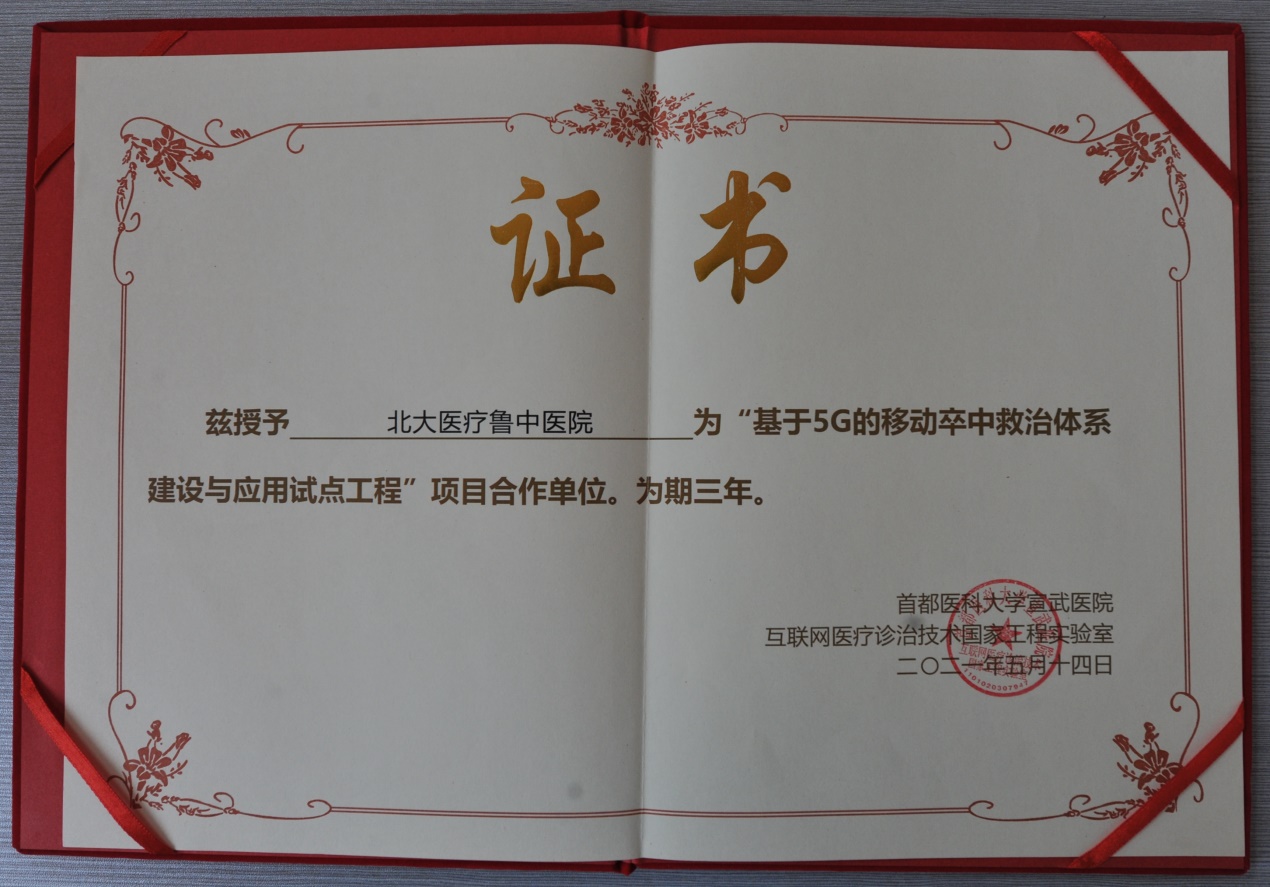 证书
兹授予 北大医疗鲁中医院 为“基于5G的移动卒中救治体系
建设与应用试点工程”项目合作单位。为期三年。
首都医科大学宣武医院
互联网医疗诊治技术国家工程实验室
二〇二一年五月十四日